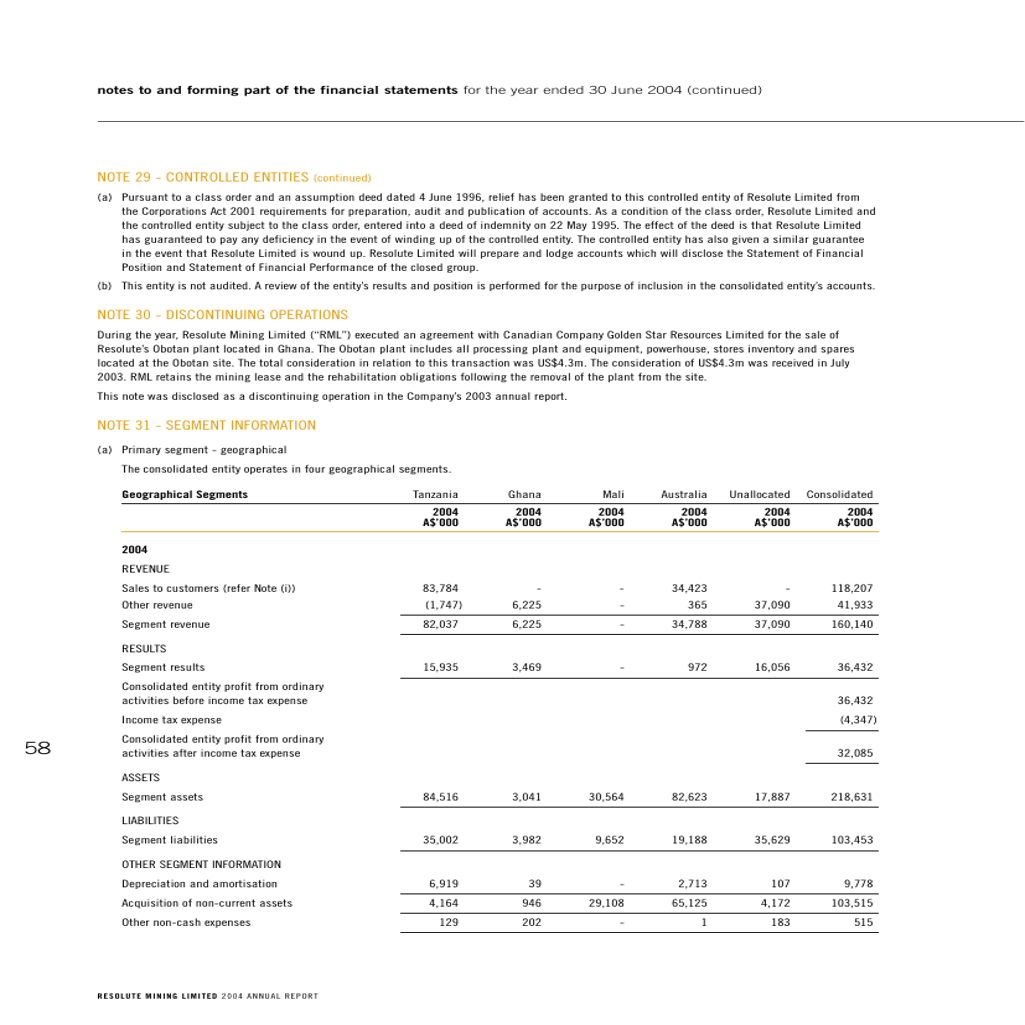 notes to and forming part of the financial statements for the year ended 30 June 2004 (continued)
NOTE 29 – CONTROLLED ENTITIES (continued)
(a) Pursuant to a class order and an assumption deed dated 4 June 1996, relief has been granted to this controlled entity of Resolute Limited from
the Corporations Act 2001 requirements for preparation, audit and publication of accounts. As a condition of the class order, Resolute Limited and
the controlled entity subject to the class order, entered into a deed of indemnity on 22 May 1995. The effect of the deed is that Resolute Limited
has guaranteed to pay any deficiency in the event of winding up of the controlled entity. The controlled entity has also given a similar guarantee
in the event that Resolute Limited is wound up. Resolute Limited will prepare and lodge accounts which will disclose the Statement of Financial
Position and Statement of Financial Performance of the closed group.
(b) This entity is not audited. A review of the entity's results and position is performed for the purpose of inclusion in the consolidated entity's accounts.
NOTE 30 – DISCONTINUING OPERATIONS
During the year, Resolute Mining Limited ("RML") executed an agreement with Canadian Company Golden Star Resources Limited for the sale of
Resolute's Obotan plant located in Ghana. The Obotan plant includes all processing plant and equipment, powerhouse, stores inventory and spares
located at the Obotan site. The total consideration in relation to this transaction was US$4.3m. The consideration of US$4.3m was received in July
2003. RML retains the mining lease and the rehabilitation obligations following the removal of the plant from the site.
This note was disclosed as a discontinuing operation in the Company's 2003 annual report.
NOTE 31 – SEGMENT INFORMATION
(a) Primary segment – geographical
The consolidated entity operates in four geographical segments.
Geographical Segments Tanzania Ghana Mali Australia Unallocated Consolidated
2004 2004 2004 2004 2004 2004
A$'000 A$'000 A$'000 A$'000 A$'000 A$'000
2004
REVENUE
Sales to customers (refer Note (i)) 83,784 – – 34,423 – 118,207
Other revenue (1,747) 6,225 – 365 37,090 41,933
Segment revenue 82,037 6,225 – 34,788 37,090 160,140
RESULTS
Segment results 15,935 3,469 – 972 16,056 36,432
Consolidated entity profit from ordinary
activities before income tax expense 36,432
Income tax expense (4,347)
Consolidated entity profit from ordinary
activities after income tax expense 32,085
58
ASSETS
Segment assets 84,516 3,041 30,564 82,623 17,887 218,631
LIABILITIES
Segment liabilities 35,002 3,982 9,652 19,188 35,629 103,453
OTHER SEGMENT INFORMATION
Depreciation and amortisation 6,919 39 – 2,713 107 9,778
Acquisition of non-current assets 4,164 946 29,108 65,125 4,172 103,515
Other non-cash expenses 129 202 – 1 183 515
RESOLUTE MINING LIMITED 2004 ANNUAL REPORT